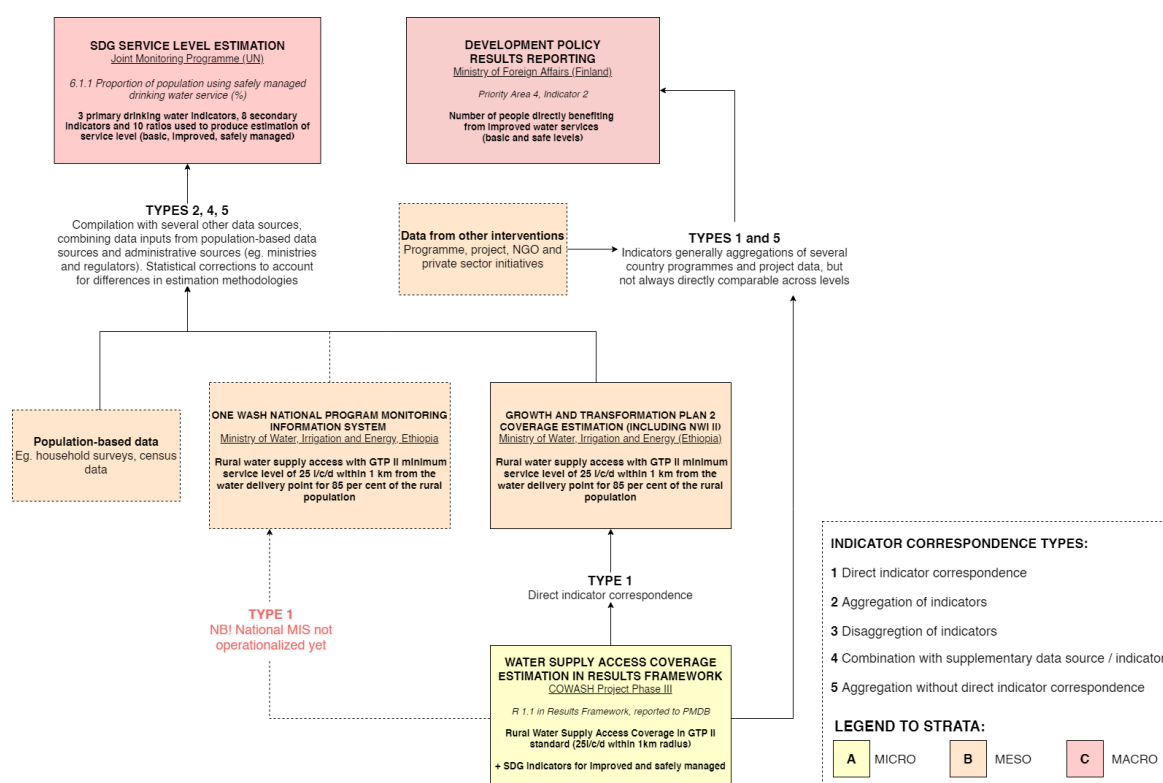 SDG SERVICE LEVEL ESTIMATION
Joint Monitoring Programme (UN)
6.1.1 Proportion of population using safely managed
drinking water service (%)
3 primary drinking water indicators, 8 secondary
indicators and 10 ratios used to produce estimation of
service level (basic, improved, safely managed)
DEVELOPMENT POLICY
RESULTS REPORTING
Ministry of Foreign Affairs (Finland)
Priority Area 4, Indicator 2
Number of people directly benefiting
from improved water services
(basic and safe levels)
TYPES 2, 4, 5
Compilation with several other data sources,
combining data inputs from population-based data
sources and administrative sources (eg. ministries
and regulators). Statistical corrections to account
for differences in estimation methodologies
Data from other interventions
Programme, project, NGO and
private sector initiatives
TYPES 1 and 5
Indicators generally aggregations of several
country programmes and project data, but
not always directly comparable across levels
Population-based data
Eg. household surveys, census
data
ONE WASH NATIONAL PROGRAM MONITORING
INFORMATION SYSTEM
Ministry of Water, Irrigation and Energy, Ethiopia
Rural water supply access with GTP II minimum
service level of 25 l/c/d within 1 km from the
water delivery point for 85 per cent of the rural
population
GROWTH AND TRANSFORMATION PLAN 2
COVERAGE ESTIMATION (INCLUDING NWI II)
Ministry of Water, Irrigation and Energy (Ethiopia)
Rural water supply access with GTP II minimum
service level of 25 l/c/d within 1 km from the
water delivery point for 85 per cent of the rural
population
TYPE 1
NB! National MIS not
operationalized yet
TYPE 1
Direct indicator correspondence
WATER SUPPLY ACCESS COVERAGE
ESTIMATION IN RESULTS FRAMEWORK
COWASH Project Phase III
R 1.1 in Results Framework, reported to PMDB
Rural Water Supply Access Coverage in GTP II
standard (25l/c/d within 1km radius)
+ SDG Indicators for improved and safely managed
INDICATOR CORRESPONDENCE TYPES:
1 Direct indicator correspondence
2 Aggregation of indicators
3 Disaggregtion of indicators
4 Combination with supplementary data source / indicator
5 Aggregation without direct indicator correspondence
LEGEND TO STRATA:
A MICRO
B MESO
C MACRO